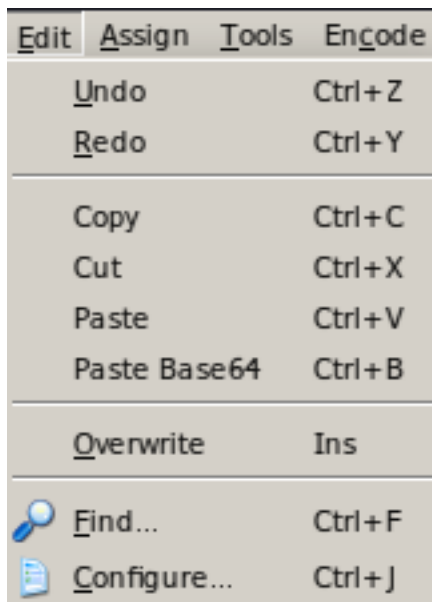 Edit Assign Tools Encode
Undo Ctrl+Z
Redo Ctrl+Y
Copy Ctrl+C
Cut Ctrl+X
Paste Ctrl+V
Paste Base64 Ctrl+B
Overwrite Ins
Find... Ctrl+F
Configure... Ctrl+J